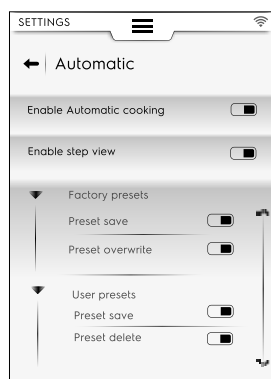 SETTINGS
Automatic
Enable Automatic cooking
Enable step view
Factory presets
Preset save
Preset overwrite
User presets
Preset save
Preset delete